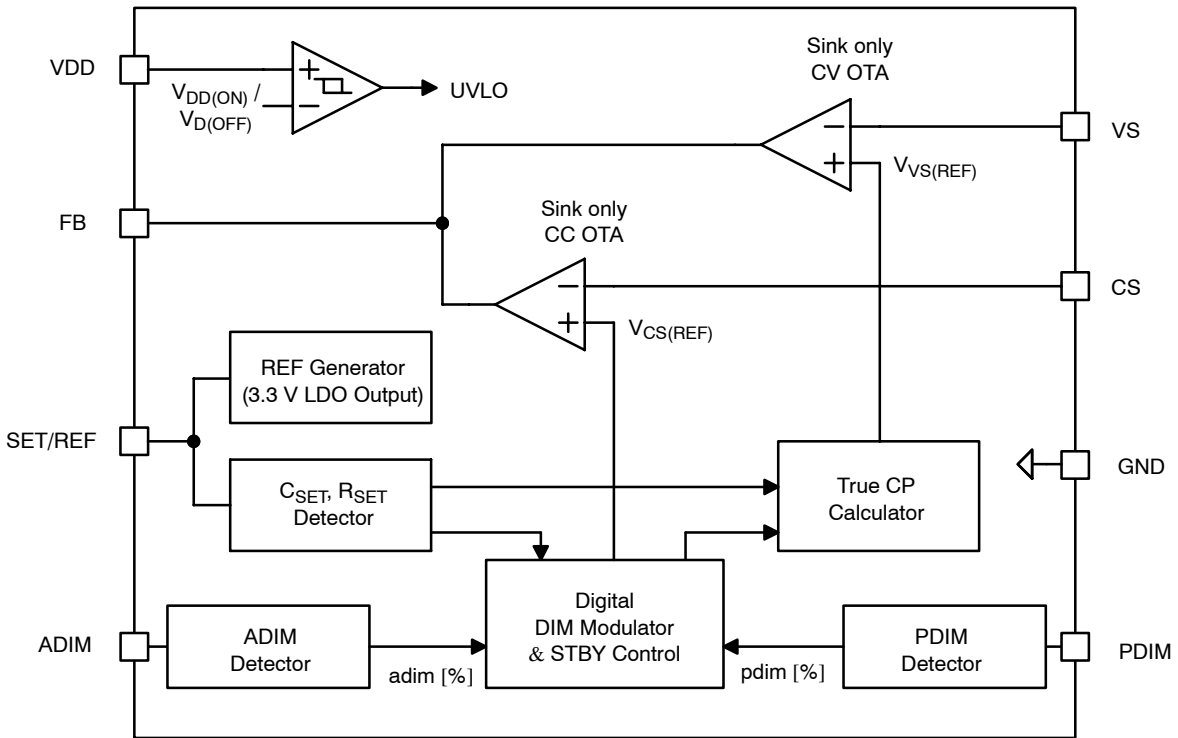 VDD
V_DD(ON) /
V_D(OFF)
+
−
UVLO
Sink only
CV OTA
−
+
VS
V_VS(REF)
FB
Sink only
CC OTA
−
+
CS
V_CS(REF)
REF Generator
(3.3 V LDO Output)
SET/REF
C_SET, R_SET
Detector
True CP
Calculator
GND
Digital
DIM Modulator
& STBY Control
ADIM
ADIM
Detector
adim [%]
pdim [%]
PDIM
Detector
PDIM